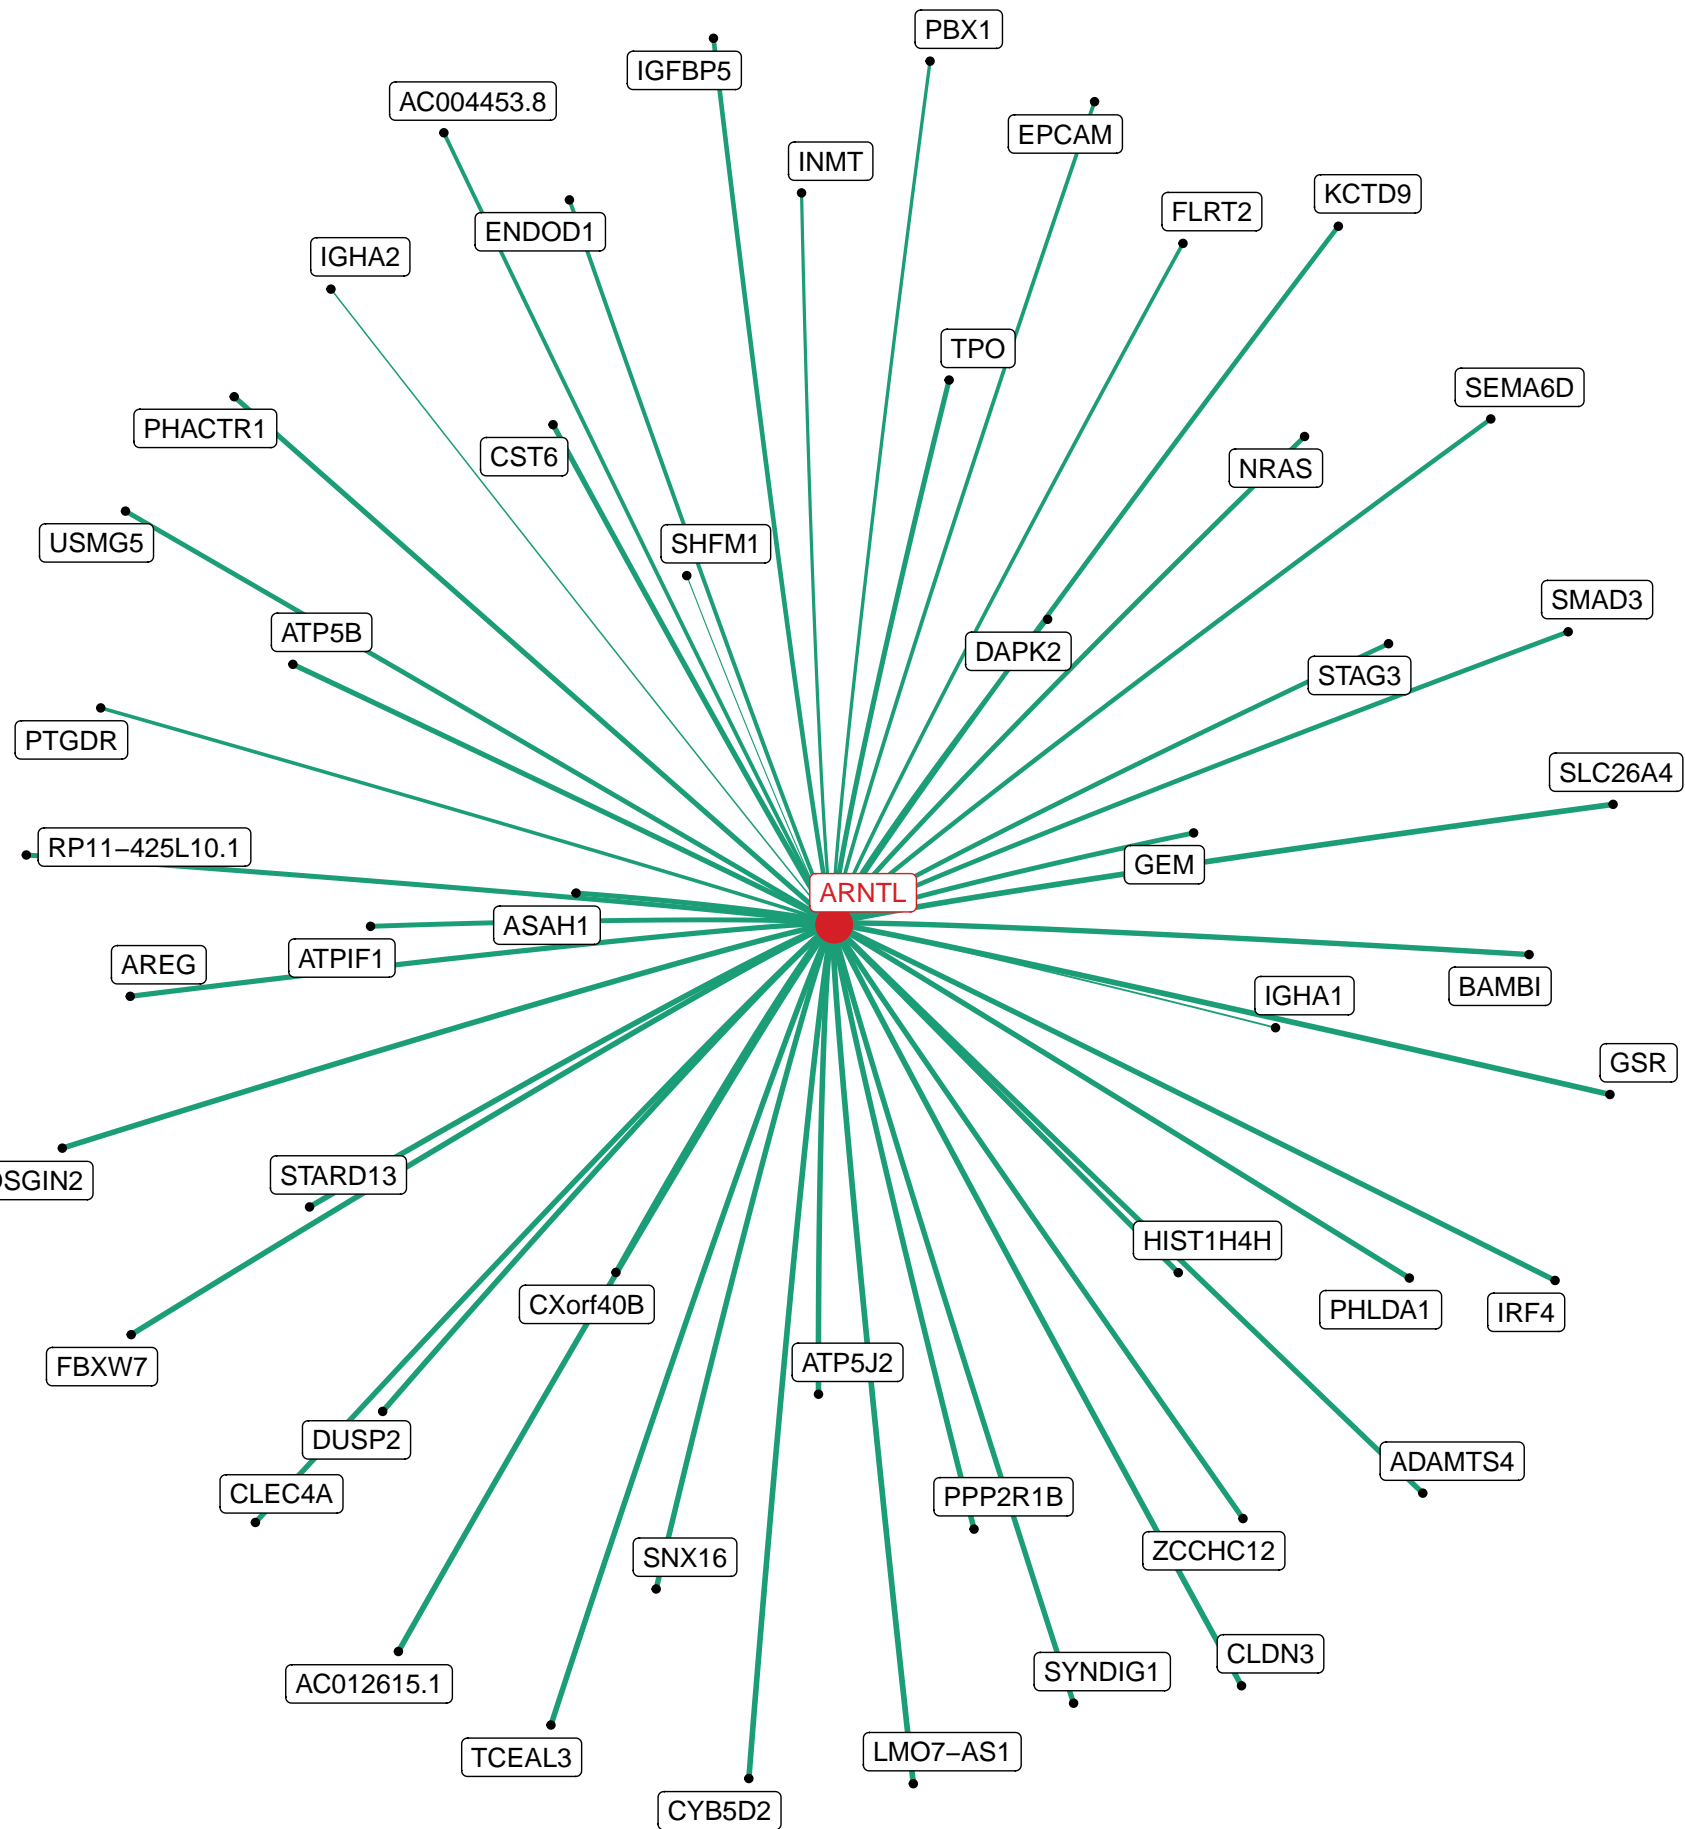 PBX1
IGFBP5
AC004453.8
EPCAM
INMT
KCTD9
FLRT2
ENDOD1
IGHA2
TPO
SEMA6D
PHACTR1
CST6
NRAS
USMG5
SHFM1
SMAD3
ATP5B
DAPK2
STAG3
PTGDR
SLC26A4
RP11−425L10.1
GEM
ARNTL
ASAH1
ATPIF1
AREG
BAMBI
IGHA1
GSR
STARD13
SGIN2
HIST1H4H
CXorf40B
PHLDA1
IRF4
FBXW7
ATP5J2
DUSP2
ADAMTS4
CLEC4A
PPP2R1B
ZCCHC12
SNX16
CLDN3
SYNDIG1
AC012615.1
LMO7−AS1
TCEAL3
CYB5D2